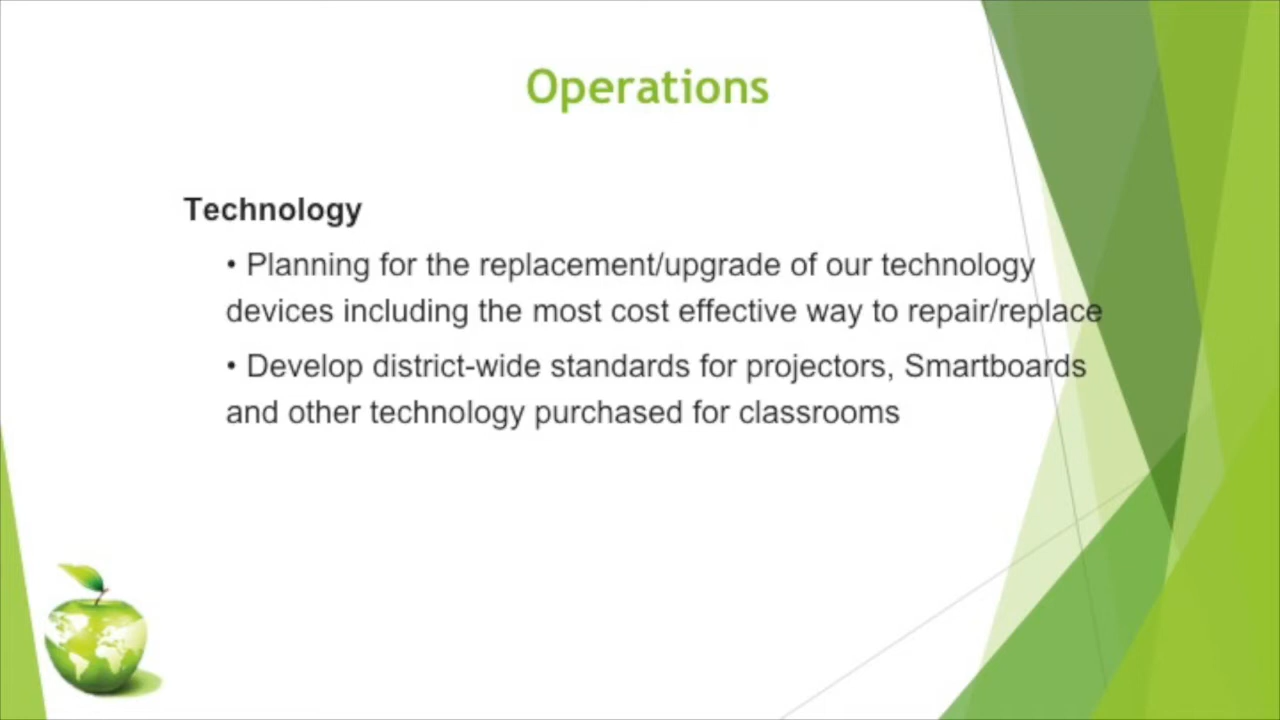 Operations
Technology
• Planning for the replacement/upgrade of our technology
devices including the most cost effective way to repair/replace
• Develop district-wide standards for projectors, Smartboards
and other technology purchased for classrooms